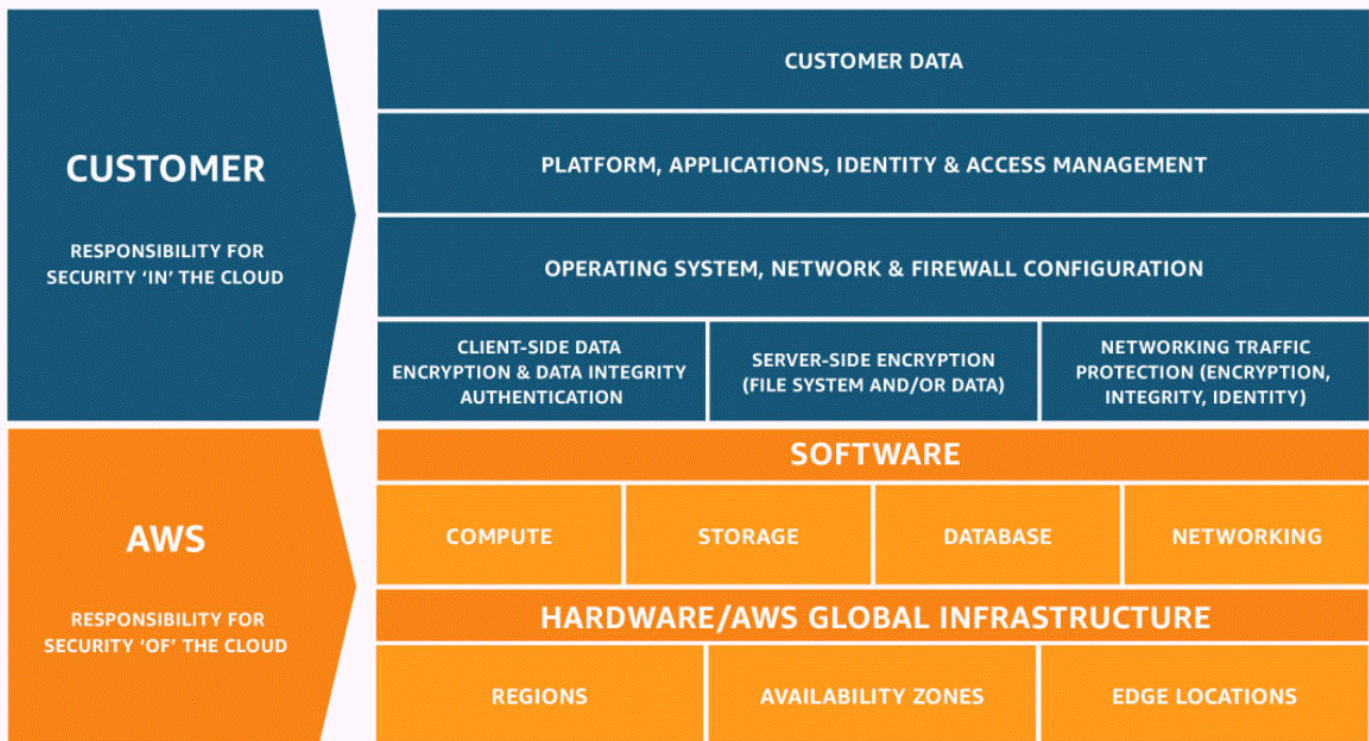 CUSTOMER
RESPONSIBILITY FOR
SECURITY ‘IN’ THE CLOUD
CUSTOMER DATA
PLATFORM, APPLICATIONS, IDENTITY & ACCESS MANAGEMENT
OPERATING SYSTEM, NETWORK & FIREWALL CONFIGURATION
CLIENT-SIDE DATA
ENCRYPTION & DATA INTEGRITY
AUTHENTICATION
SERVER-SIDE ENCRYPTION
(FILE SYSTEM AND/OR DATA)
NETWORKING TRAFFIC
PROTECTION (ENCRYPTION,
INTEGRITY, IDENTITY)
AWS
RESPONSIBILITY FOR
SECURITY ‘OF’ THE CLOUD
SOFTWARE
COMPUTE
STORAGE
DATABASE
NETWORKING
HARDWARE/AWS GLOBAL INFRASTRUCTURE
REGIONS
AVAILABILITY ZONES
EDGE LOCATIONS